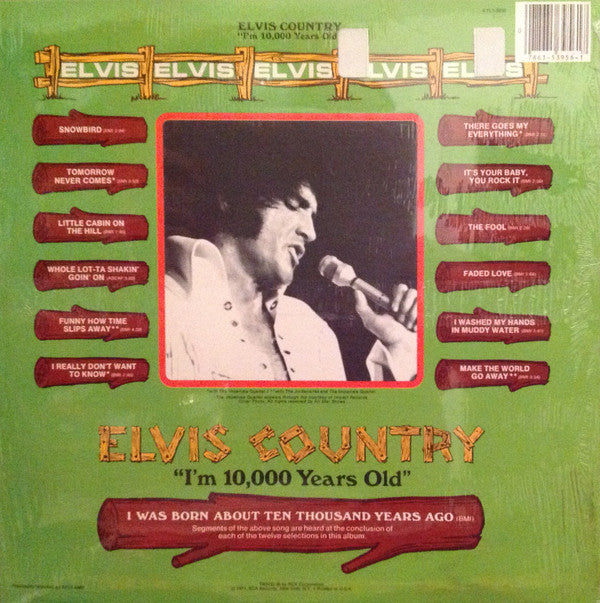 ELVIS COUNTRY
"I'm 10,000 Years Old"
ELVIS ELVIS ELVIS ELVIS ELVIS
SNOWBIRD
TOMORROW
NEVER COMES*
LITTLE CABIN ON
THE HILL
WHOLE LOT-TA SHAKIN'
GOIN' ON
FUNNY HOW TIME
SLIPS AWAY**
I REALLY DON'T WANT
TO KNOW*
THERE GOES MY
EVERYTHING*
IT'S YOUR BABY,
YOU ROCK IT
THE FOOL
FADED LOVE
I WASHED MY HANDS
IN MUDDY WATER
MAKE THE WORLD
GO AWAY**
ELVIS COUNTRY
"I'm 10,000 Years Old"
I WAS BORN ABOUT TEN THOUSAND YEARS AGO (BMI)
Segments of the above song are heard at the conclusion of
each of the twelve selections in this album.